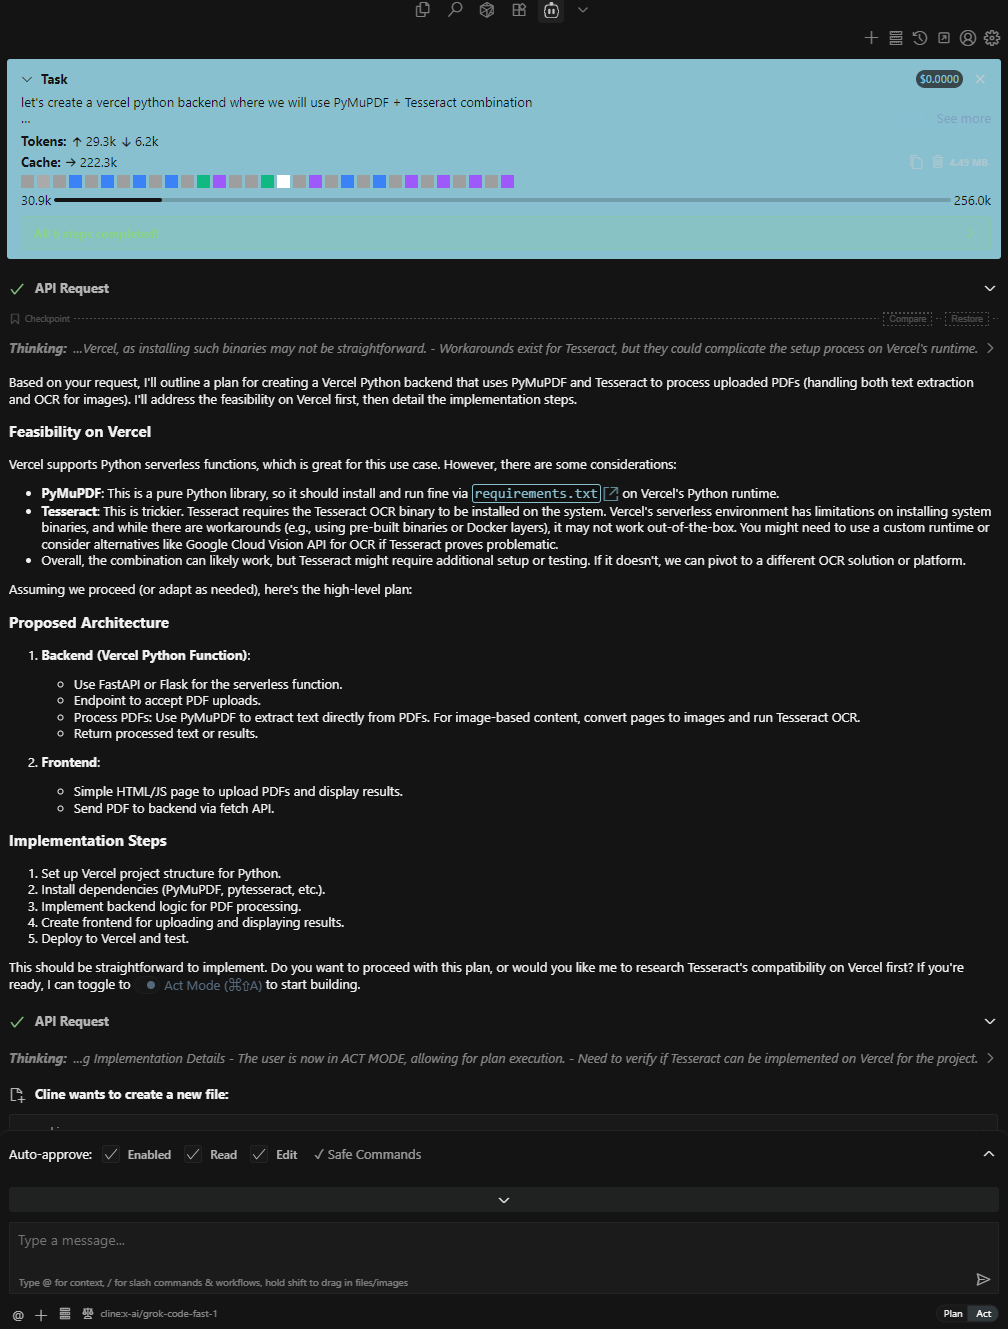 Task
$0.0000
let's create a vercel python backend where we will use PyMuPDF + Tesseract combination
...
See more
Tokens: ↑ 29.3k ↓ 6.2k
Cache: → 222.3k
4.49 MB
30.9k
256.0k
All 5 steps completed!
API Request
Checkpoint
Compare
Restore
Thinking: ...Vercel, as installing such binaries may not be straightforward. - Workarounds exist for Tesseract, but they could complicate the setup process on Vercel's runtime.
Based on your request, I'll outline a plan for creating a Vercel Python backend that uses PyMuPDF and Tesseract to process uploaded PDFs (handling both text extraction
and OCR for images). I'll address the feasibility on Vercel first, then detail the implementation steps.
Feasibility on Vercel
Vercel supports Python serverless functions, which is great for this use case. However, there are some considerations:
• PyMuPDF: This is a pure Python library, so it should install and run fine via requirements.txt on Vercel's Python runtime.
• Tesseract: This is trickier. Tesseract requires the Tesseract OCR binary to be installed on the system. Vercel's serverless environment has limitations on installing system
binaries, and while there are workarounds (e.g., using pre-built binaries or Docker layers), it may not work out-of-the-box. You might need to use a custom runtime or
consider alternatives like Google Cloud Vision API for OCR if Tesseract proves problematic.
• Overall, the combination can likely work, but Tesseract might require additional setup or testing. If it doesn't, we can pivot to a different OCR solution or platform.
Assuming we proceed (or adapt as needed), here's the high-level plan:
Proposed Architecture
1. Backend (Vercel Python Function):
Use FastAPI or Flask for the serverless function.
Endpoint to accept PDF uploads.
Process PDFs: Use PyMuPDF to extract text directly from PDFs. For image-based content, convert pages to images and run Tesseract OCR.
Return processed text or results.
2. Frontend:
Simple HTML/JS page to upload PDFs and display results.
Send PDF to backend via fetch API.
Implementation Steps
1. Set up Vercel project structure for Python.
2. Install dependencies (PyMuPDF, pytesseract, etc.).
3. Implement backend logic for PDF processing.
4. Create frontend for uploading and displaying results.
5. Deploy to Vercel and test.
This should be straightforward to implement. Do you want to proceed with this plan, or would you like me to research Tesseract's compatibility on Vercel first? If you're
ready, I can toggle to Act Mode (⌘⇧A) to start building.
API Request
Thinking: ...g Implementation Details - The user is now in ACT MODE, allowing for plan execution. - Need to verify if Tesseract can be implemented on Vercel for the project.
Cline wants to create a new file:
Auto-approve: Enabled Read Edit ✓ Safe Commands
Type a message...
Type @ for context, / for slash commands & workflows, hold shift to drag in files/images
@ cline:x-ai/grok-code-fast-1
Plan Act